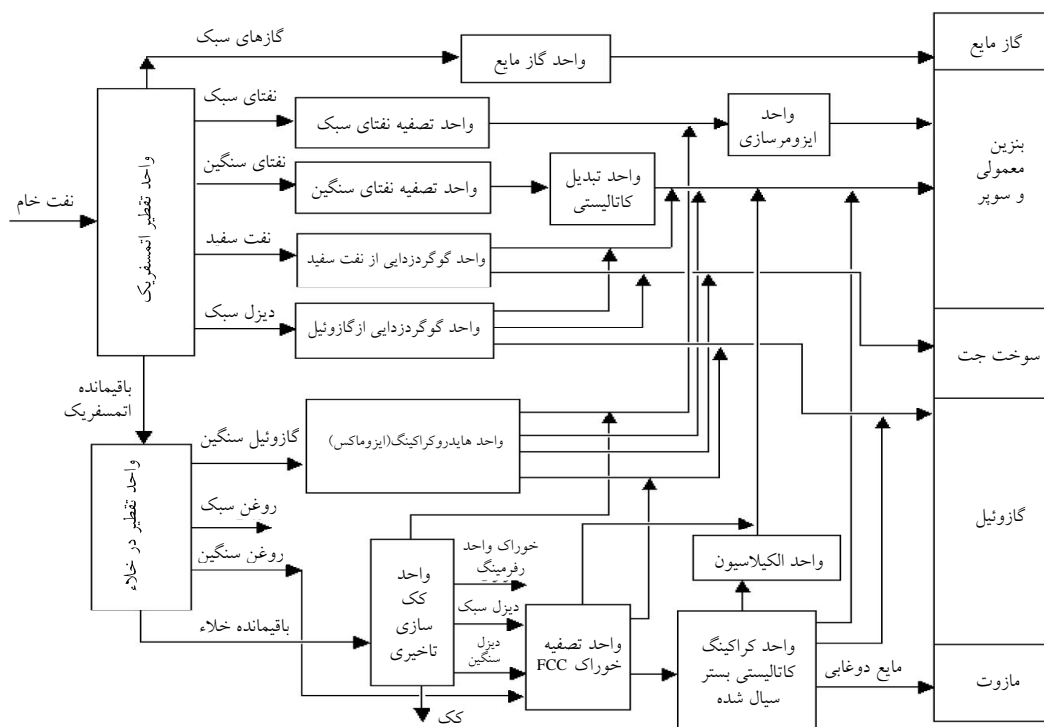 گازهای سبک
واحد گاز مایع
گاز مایع
نفتای سبک
واحد تصفیه نفتای سبک
واحد
ایزومرسازی
بنزین
معمولی
و سوپر
نفتای سنگین
واحد تصفیه نفتای سنگین
واحد تبدیل
کاتالیستی
نفت خام
واحد تقطیر اتمسفریک
نفت سفید
واحد گوگردزدایی از نفت سفید
دیزل سبک
واحد گوگردزدایی ازگازوئیل
سوخت جت
باقیمانده
اتمسفریک
گازوئیل سنگین
واحد هایدروکراکینگ(ایزوماکس)
واحد تقطیر در خلاء
روغن سبک
روغن سنگین
گازوئیل
باقیمانده خلاء
واحد
کک
سازی
تاخیری
خوراک واحد
رفرمینگ
دیزل سبک
دیزل
سنگین
کک
واحد تصفیه
خوراک FCC
واحد الکیلاسیون
واحد کراکینگ
کاتالیستی بستر
سیال شده
مایع دوغابی
مازوت